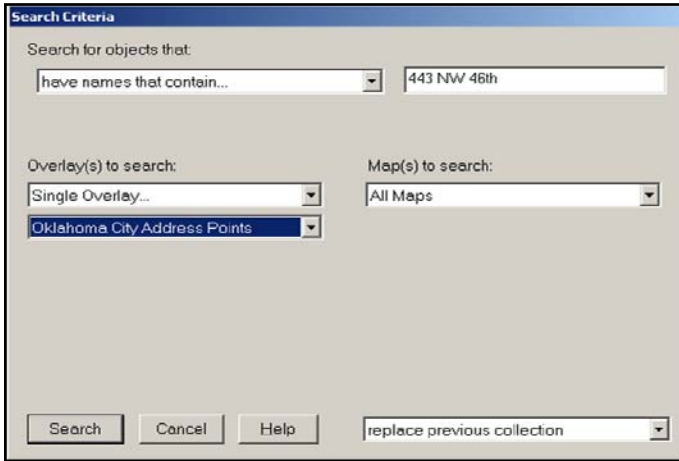 Search Criteria
Search for objects that:
have names that contain...
443 NW 46th
Overlay(s) to search:
Map(s) to search:
Single Overlay...
All Maps
Oklahoma City Address Points
Search
Cancel
Help
replace previous collection